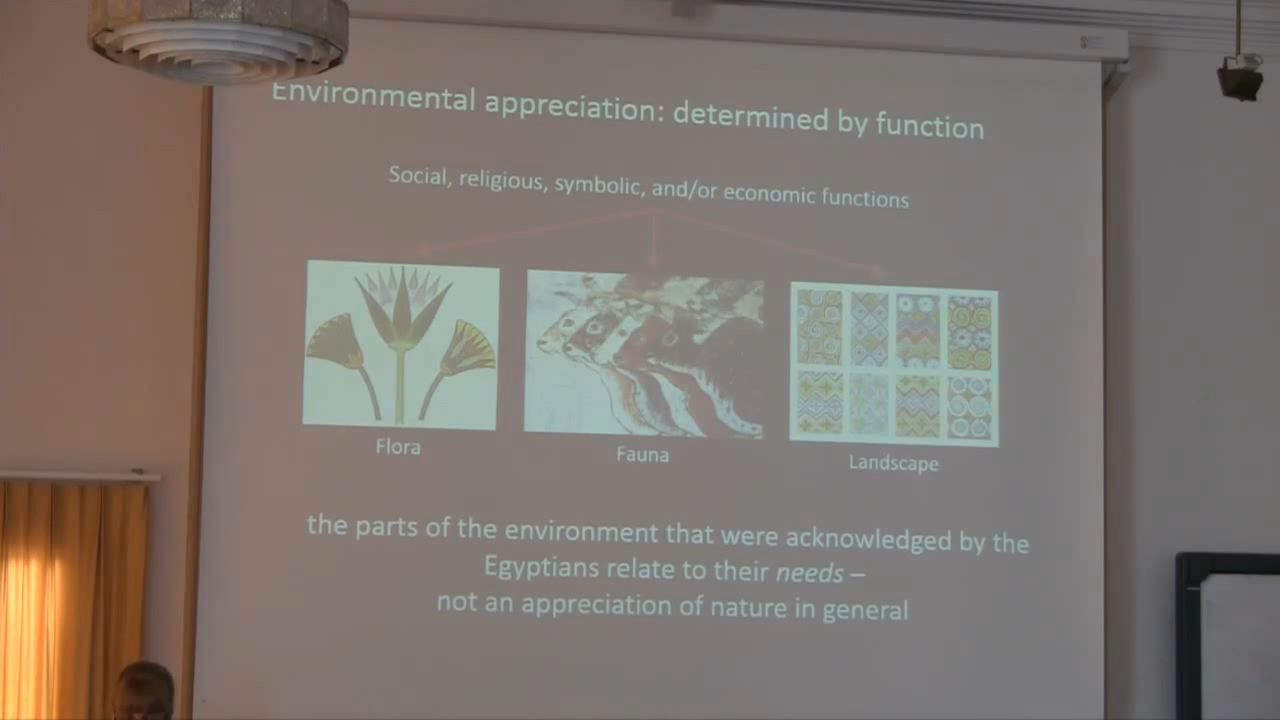 Environmental appreciation: determined by function
Social, religious, symbolic, and/or economic functions
Flora
Fauna
Landscape
the parts of the environment that were acknowledged by the
Egyptians relate to their needs –
not an appreciation of nature in general